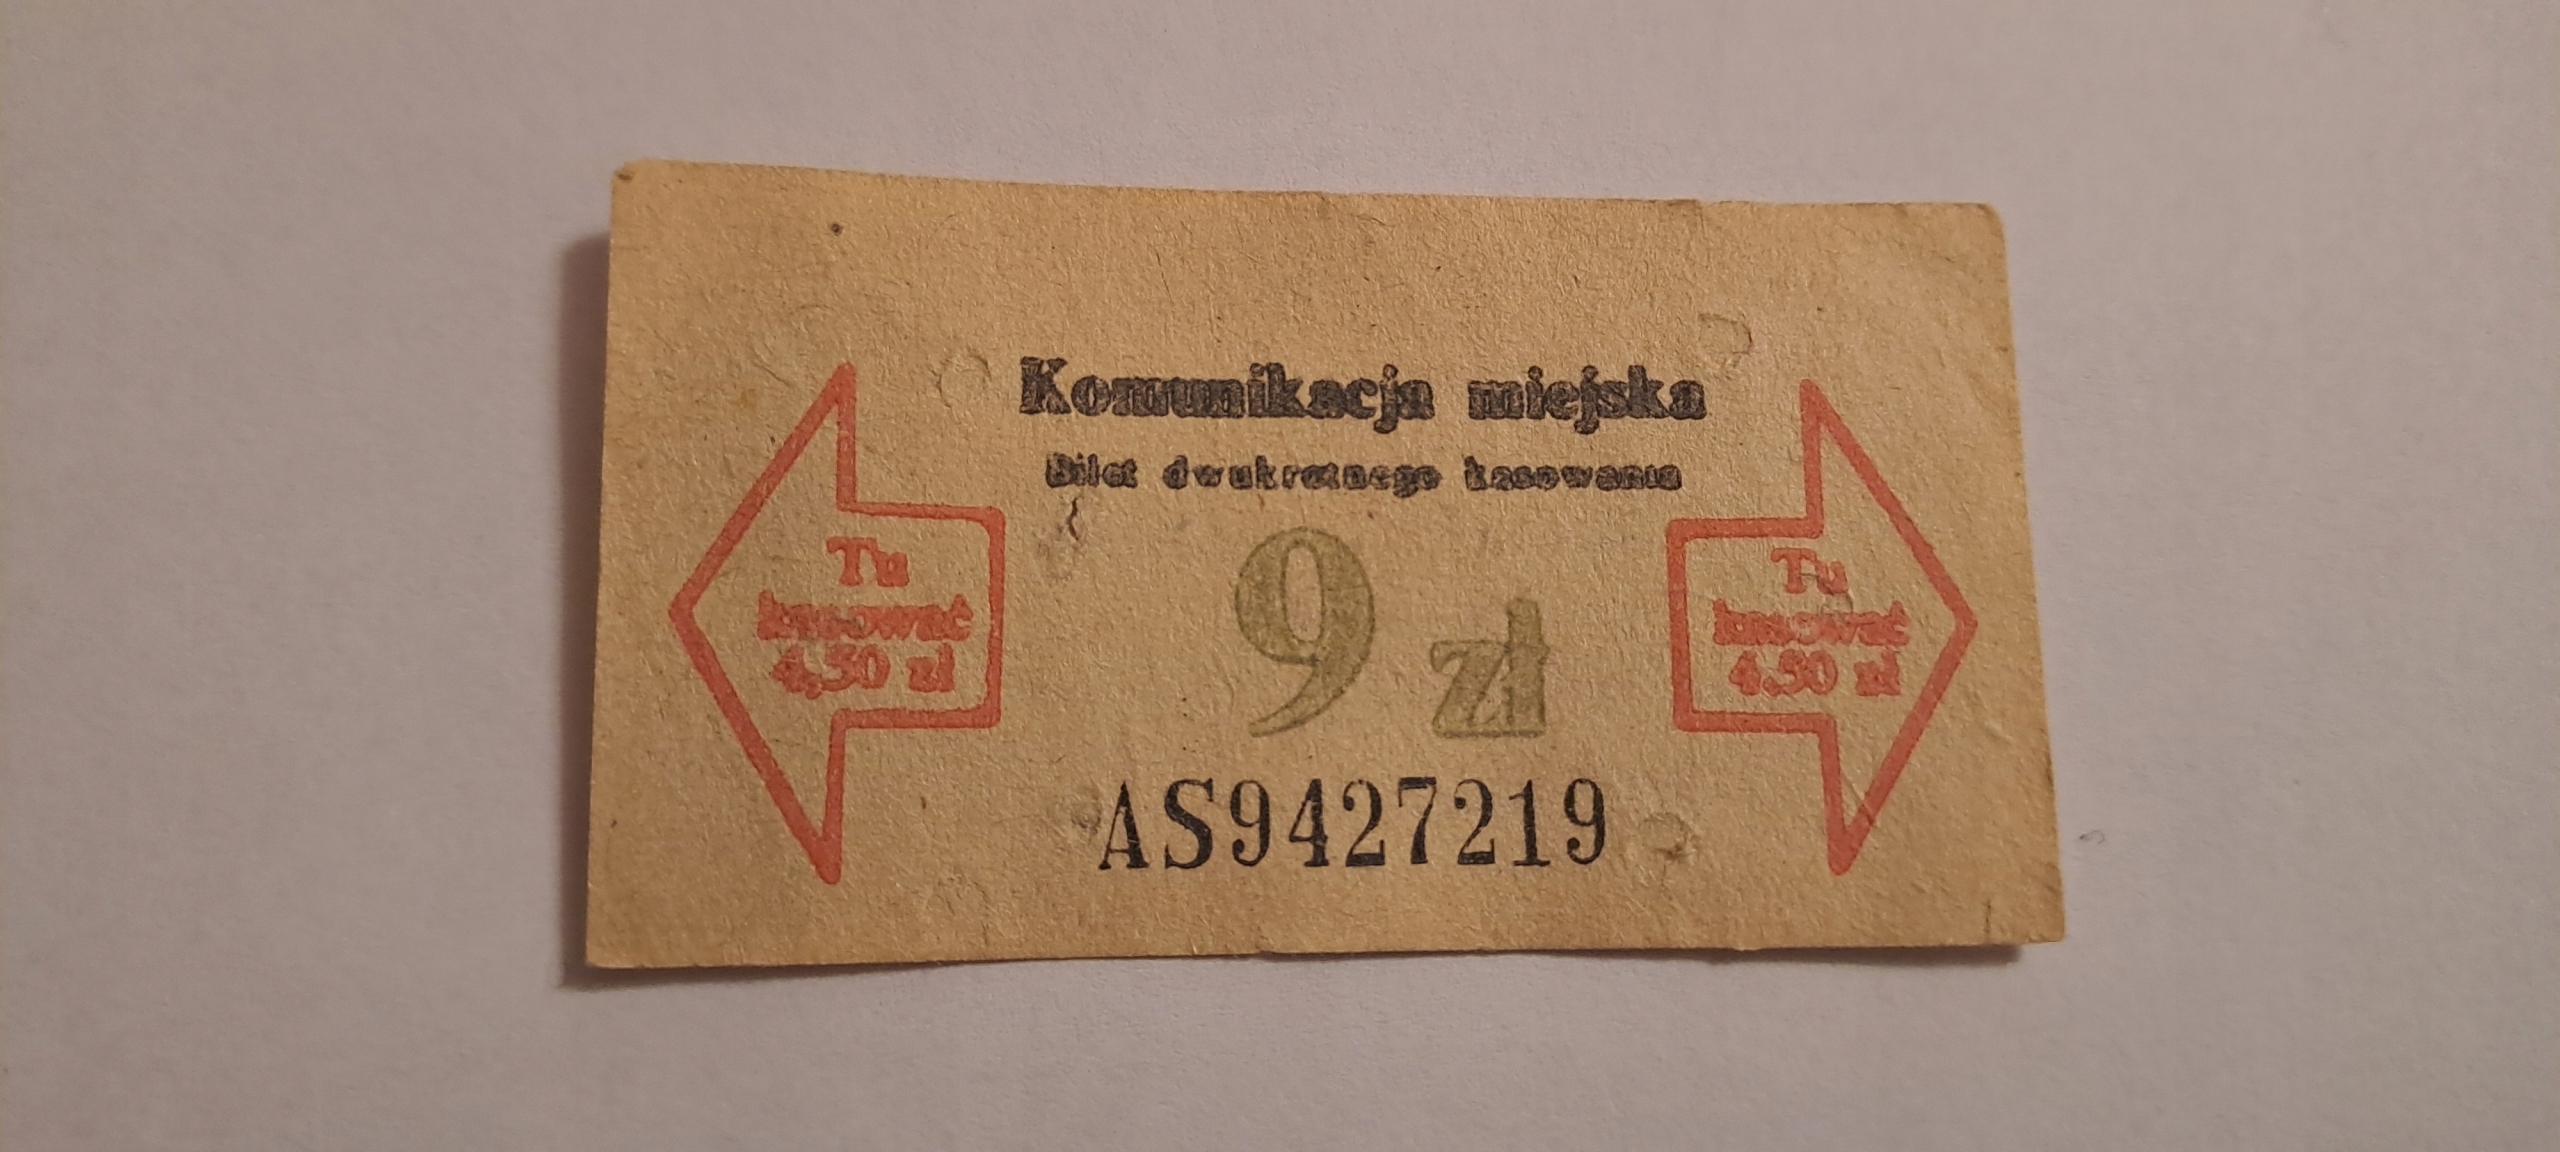 Komunikacja miejska
Bilet dwukrotnego kasowania
Tu
kasować
4,50 zł
9 zł
Tu
kasować
4.50 zł
AS9427219